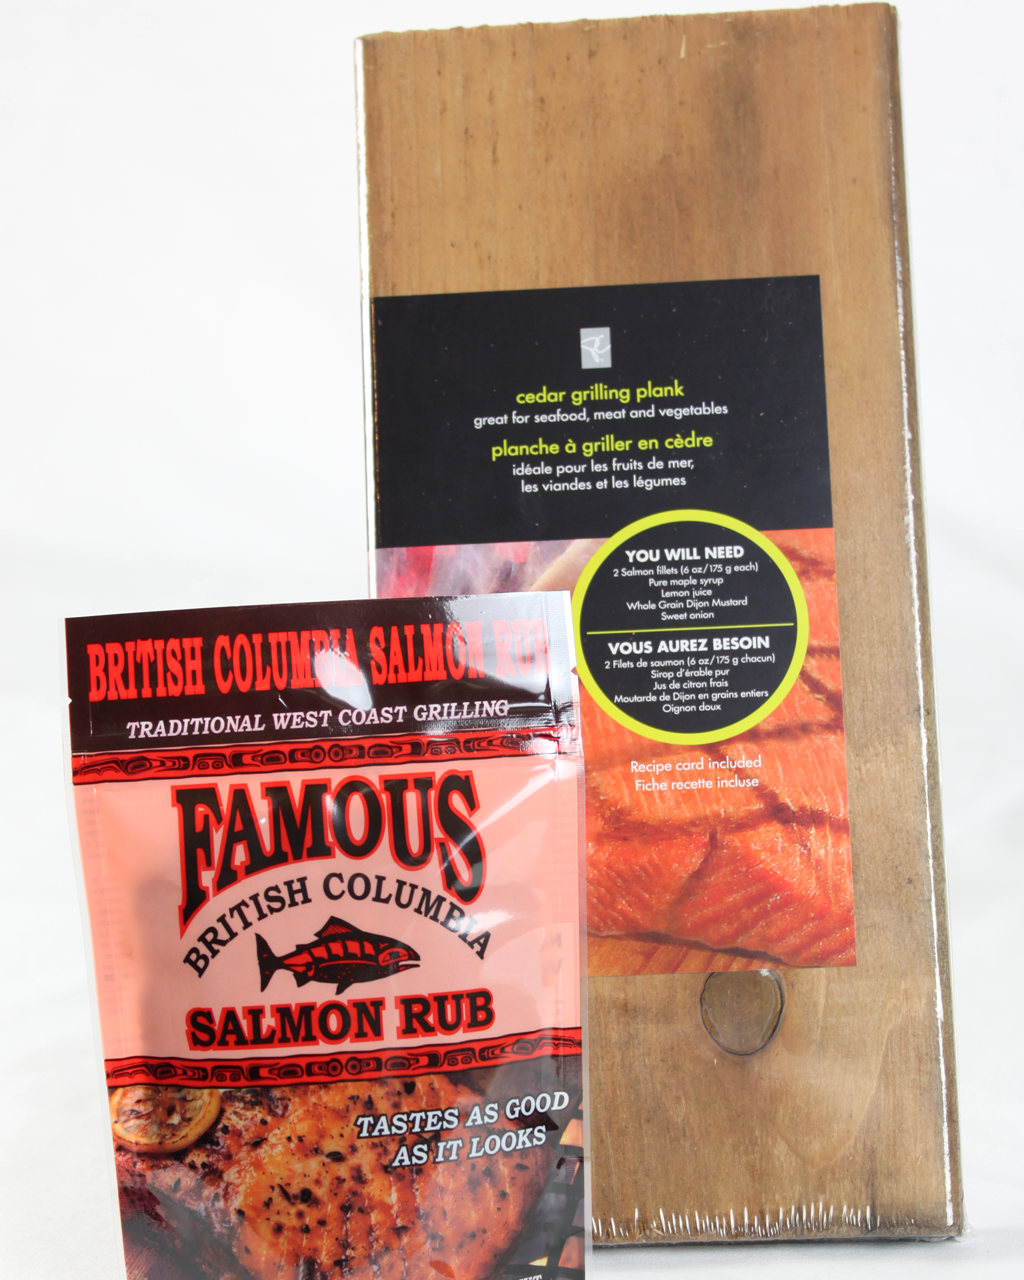 cedar grilling plank
great for seafood, meat and vegetables
planche à griller en cèdre
idéale pour les fruits de mer,
les viandes et les légumes
YOU WILL NEED
2 Salmon fillets (6 oz/175 g each)
Pure maple syrup
Lemon juice
Whole Grain Dijon Mustard
Sweet onion
VOUS AUREZ BESOIN
2 Filets de saumon (6 oz/175 g chacun)
Sirop d'érable pur
Jus de citron frais
Moutarde de Dijon en grains entiers
Oignon doux
Recipe card included
Fiche recette incluse
BRITISH COLUMBIA SALMON RUB
TRADITIONAL WEST COAST GRILLING
FAMOUS
BRITISH COLUMBIA
SALMON RUB
TASTES AS GOOD
AS IT LOOKS